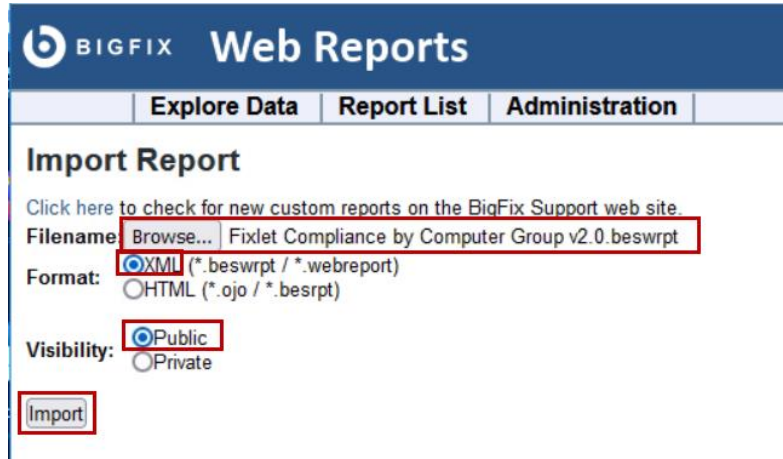 BIGFIX Web Reports
Explore Data Report List Administration
Import Report
Click here to check for new custom reports on the BigFix Support web site.
Filename: Browse... Fixlet Compliance by Computer Group v2.0.beswrpt
Format: XML (*.beswrpt / *.webreport)
HTML (*.ojo / *.besrpt)
Visibility: Public
Private
Import